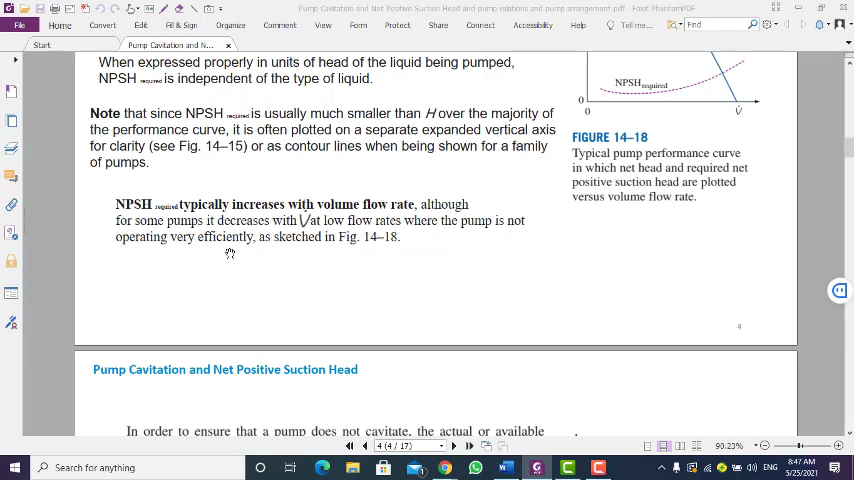 Pump Cavitation and Net Positive Suction Head and pump relations and pump arrangement.pdf - Foxit PhantomPDF
File Home Convert Edit Fill & Sign Organize Comment View Form Protect Share Connect Help Tell me... Find
Start Pump Cavitation and N...
When expressed properly in units of head of the liquid being pumped,
NPSH required is independent of the type of liquid.
Note that since NPSH required is usually much smaller than H over the majority of
the performance curve, it is often plotted on a separate expanded vertical axis
for clarity (see Fig. 14–15) or as contour lines when being shown for a family
of pumps.
NPSH required typically increases with volume flow rate, although
for some pumps it decreases with V̇ at low flow rates where the pump is not
operating very efficiently, as sketched in Fig. 14–18.
NPSHrequired
0
0 V̇
FIGURE 14–18
Typical pump performance curve
in which net head and required net
positive suction head are plotted
versus volume flow rate.
4
Pump Cavitation and Net Positive Suction Head
In order to ensure that a pump does not cavitate, the actual or available
4 (4 / 17) 90.23%
Search for anything
ENG
8:47 AM
5/25/2021